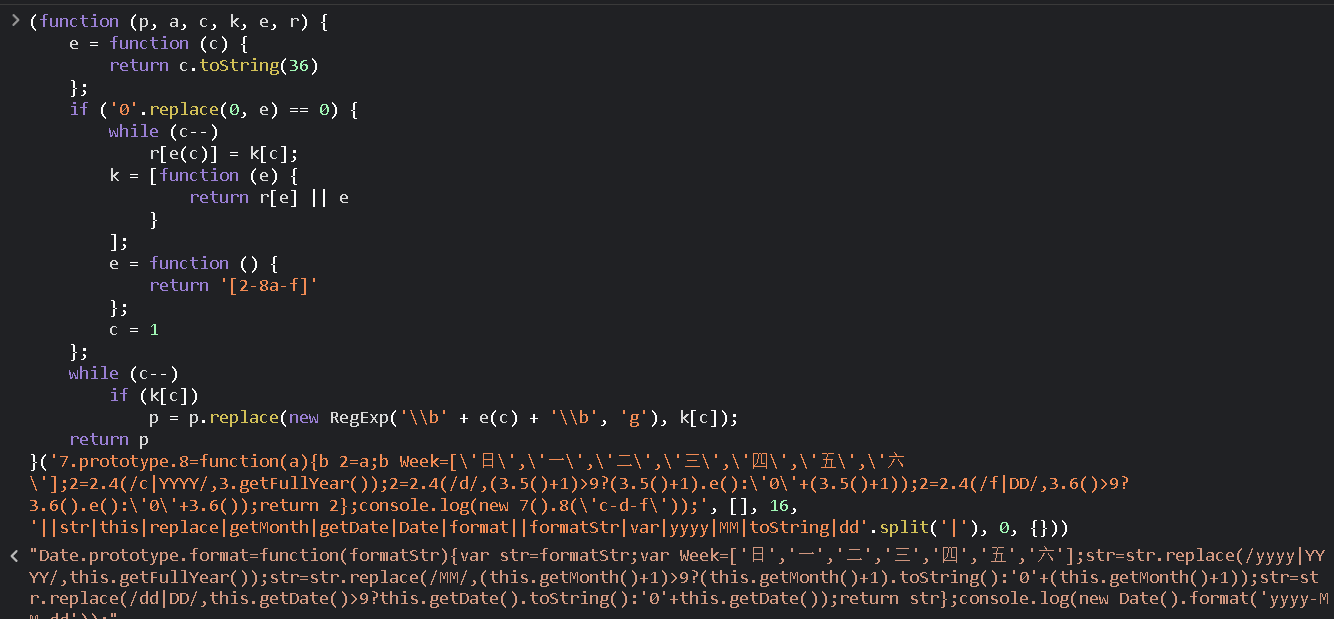 (function (p, a, c, k, e, r) {
e = function (c) {
return c.toString(36)
};
if ('0'.replace(0, e) == 0) {
while (c--)
r[e(c)] = k[c];
k = [function (e) {
return r[e] || e
}
];
e = function () {
return '[2-8a-f]'
};
c = 1
};
while (c--)
if (k[c])
p = p.replace(new RegExp('\\b' + e(c) + '\\b', 'g'), k[c]);
return p
}('7.prototype.8=function(a){b 2=a;b Week=[\'日\',\'一\',\'二\',\'三\',\'四\',\'五\',\'六
\'];2=2.4(/c|YYYY/,3.getFullYear());2=2.4(/d/,(3.5()+1)>9?(3.5()+1).e():\'0\'+(3.5()+1));2=2.4(/f|DD/,3.6()>9?
3.6().e():\'0\'+3.6());return 2};console.log(new 7().8(\'c-d-f\'));', [], 16,
'||str|this|replace|getMonth|getDate|Date|format||formatStr|var|yyyy|MM|toString|dd'.split('|'), 0, {}))
"Date.prototype.format=function(formatStr){var str=formatStr;var Week=['日','一','二','三','四','五','六'];str=str.replace(/yyyy|YY
YY/,this.getFullYear());str=str.replace(/MM/,(this.getMonth()+1)>9?(this.getMonth()+1).toString():'0'+(this.getMonth()+1));str=st
r.replace(/dd|DD/,this.getDate()>9?this.getDate().toString():'0'+this.getDate());return str};console.log(new Date().format('yyyy-M
M-dd'));"